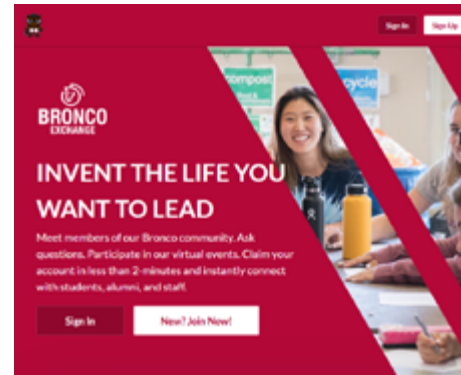 Sign In
Sign Up
compost
cycle
BRONCO
EXCHANGE
INVENT THE LIFE YOU
WANT TO LEAD
Meet members of our Bronco community. Ask
questions. Participate in our virtual events. Claim your
account in less than 2-minutes and instantly connect
with students, alumni, and staff.
Sign In
New? Join Now!